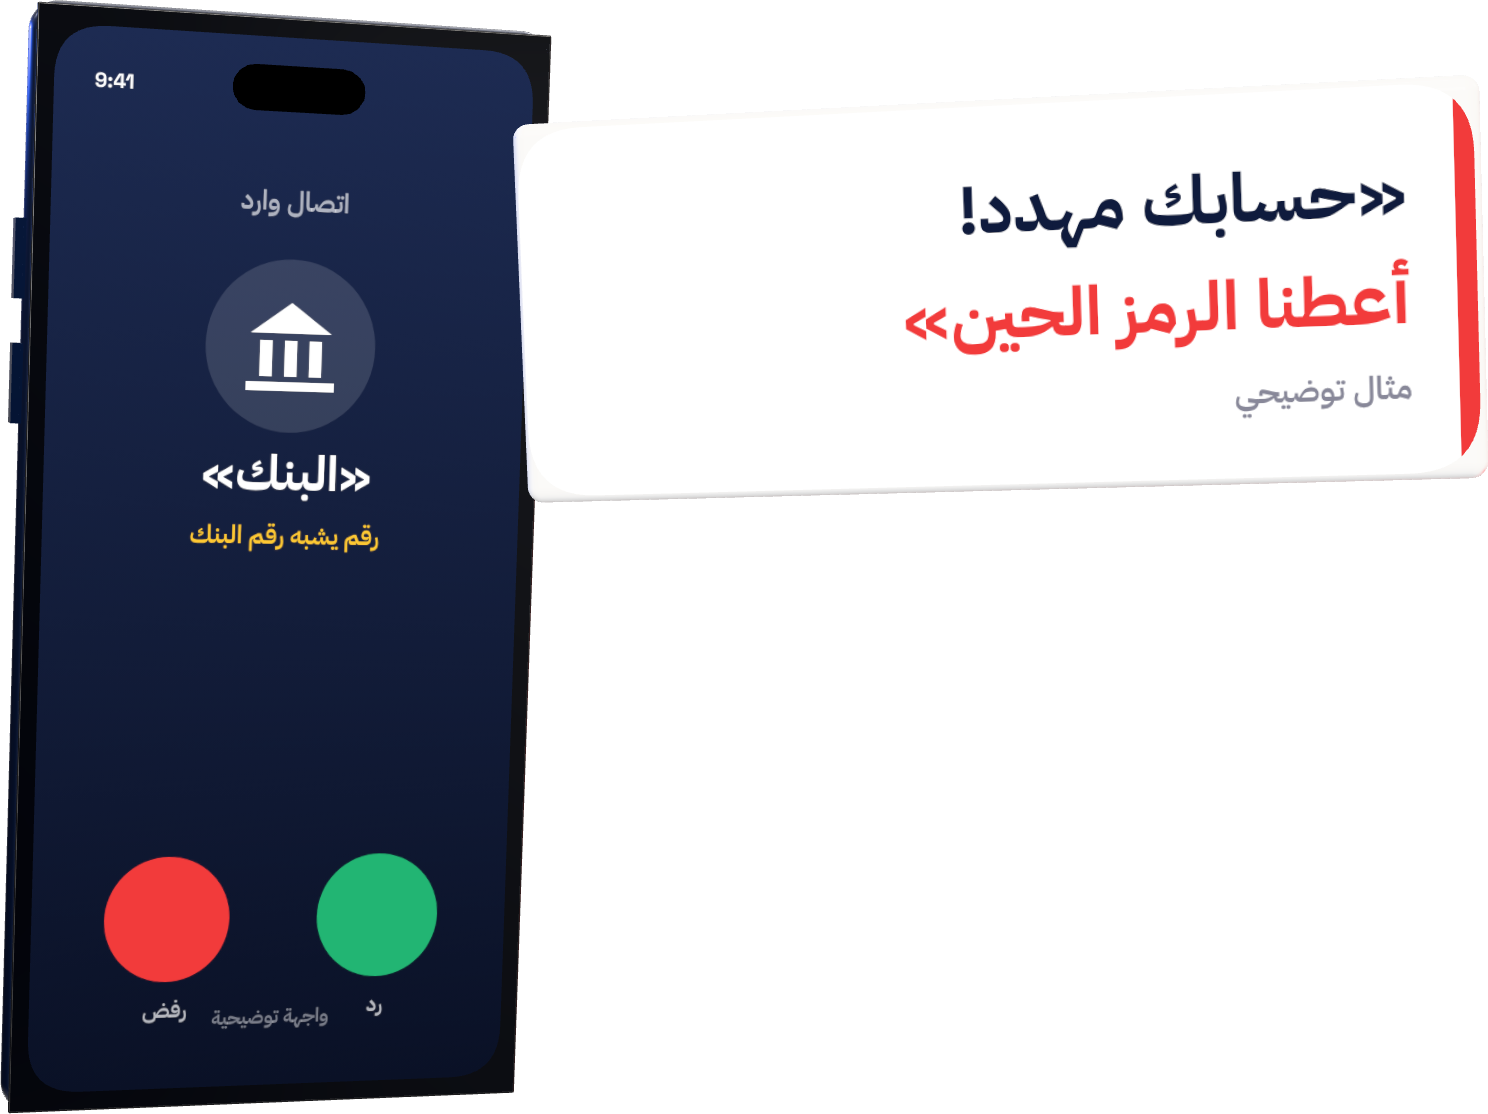 9:41
اتصال وارد
«البنك»
رقم يشبه رقم البنك
رد
رفض
واجهة توضيحية
«حسابك مهدد!
أعطنا الرمز الحين»
مثال توضيحي